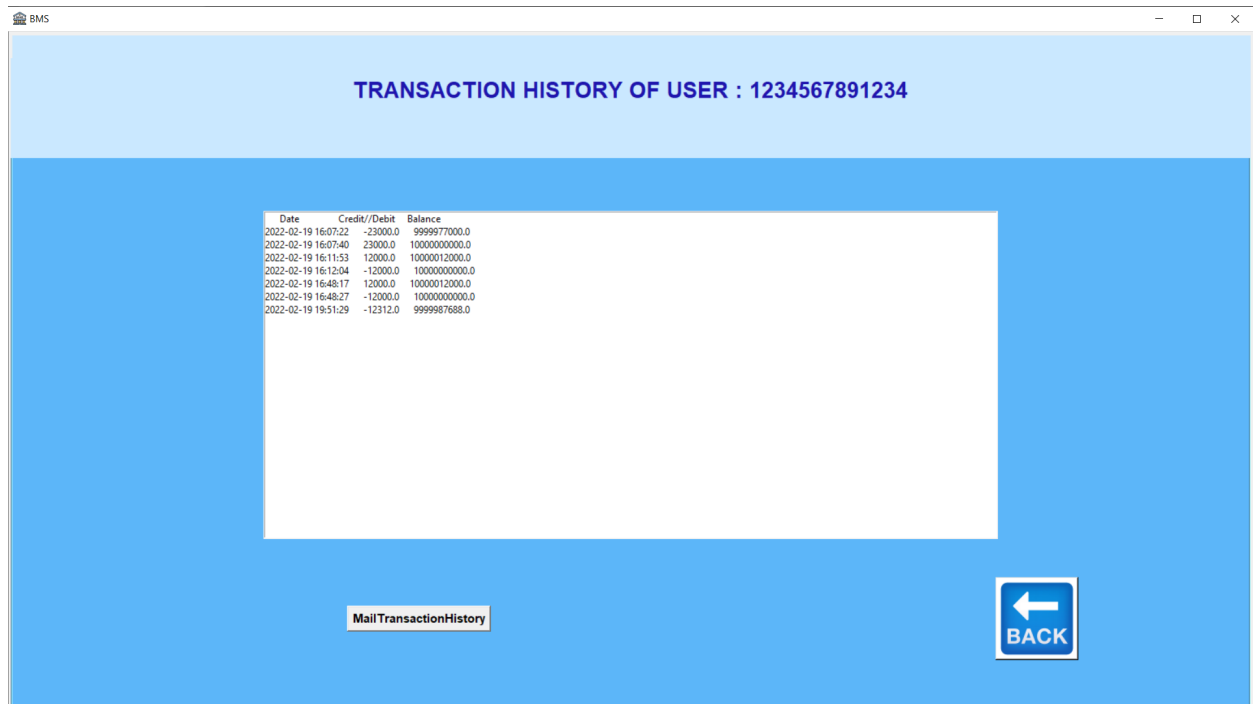 BMS
TRANSACTION HISTORY OF USER : 1234567891234
Date Credit//Debit Balance
2022-02-19 16:07:22 -23000.0 9999977000.0
2022-02-19 16:07:40 23000.0 10000000000.0
2022-02-19 16:11:53 12000.0 10000012000.0
2022-02-19 16:12:04 -12000.0 10000000000.0
2022-02-19 16:48:17 12000.0 10000012000.0
2022-02-19 16:48:27 -12000.0 10000000000.0
2022-02-19 19:51:29 -12312.0 9999987688.0
MailTransactionHistory
BACK